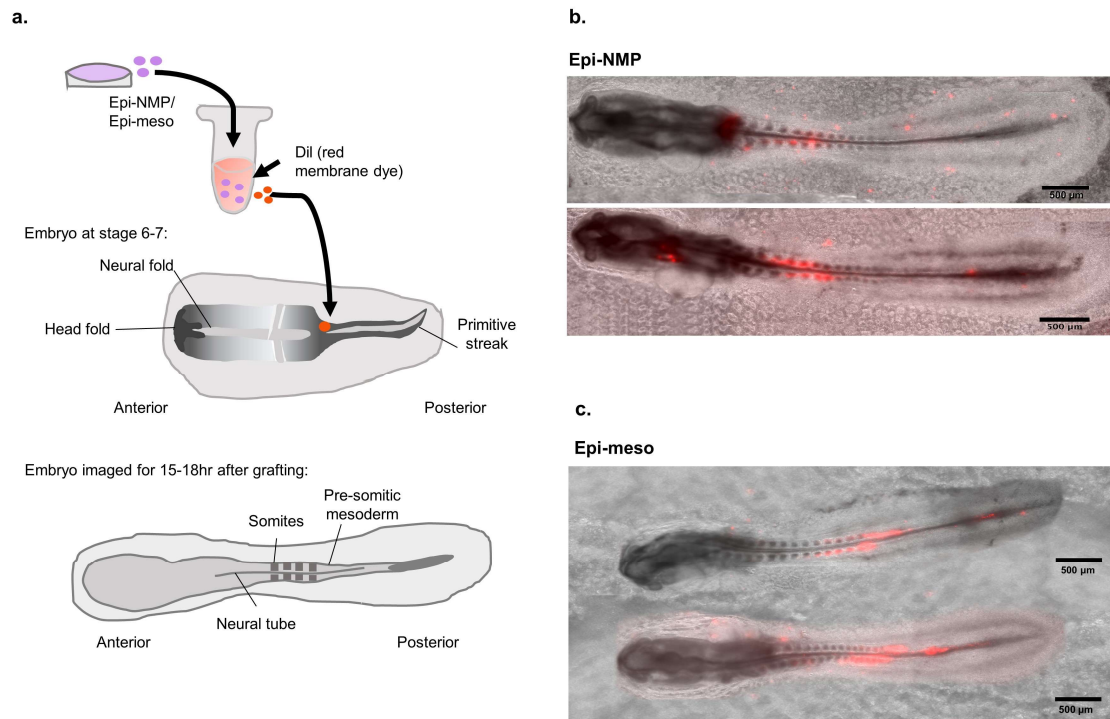 a.
Epi-NMP/
Epi-meso
Dil (red
membrane dye)
Embryo at stage 6-7:
Neural fold
Head fold
Primitive
streak
Anterior
Posterior
Embryo imaged for 15-18hr after grafting:
Pre-somitic
mesoderm
Somites
Neural tube
Anterior
Posterior
b.
Epi-NMP
500 µm
500 µm
c.
Epi-meso
500 µm
500 µm